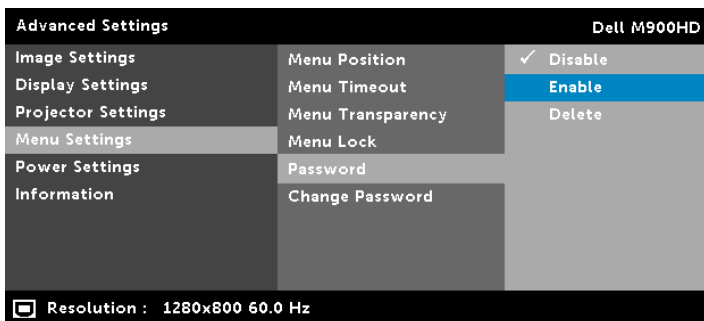 Advanced Settings
Dell M900HD
Image Settings
Display Settings
Projector Settings
Menu Settings
Power Settings
Information
Menu Position
Menu Timeout
Menu Transparency
Menu Lock
Password
Change Password
✓ Disable
Enable
Delete
Resolution : 1280x800 60.0 Hz